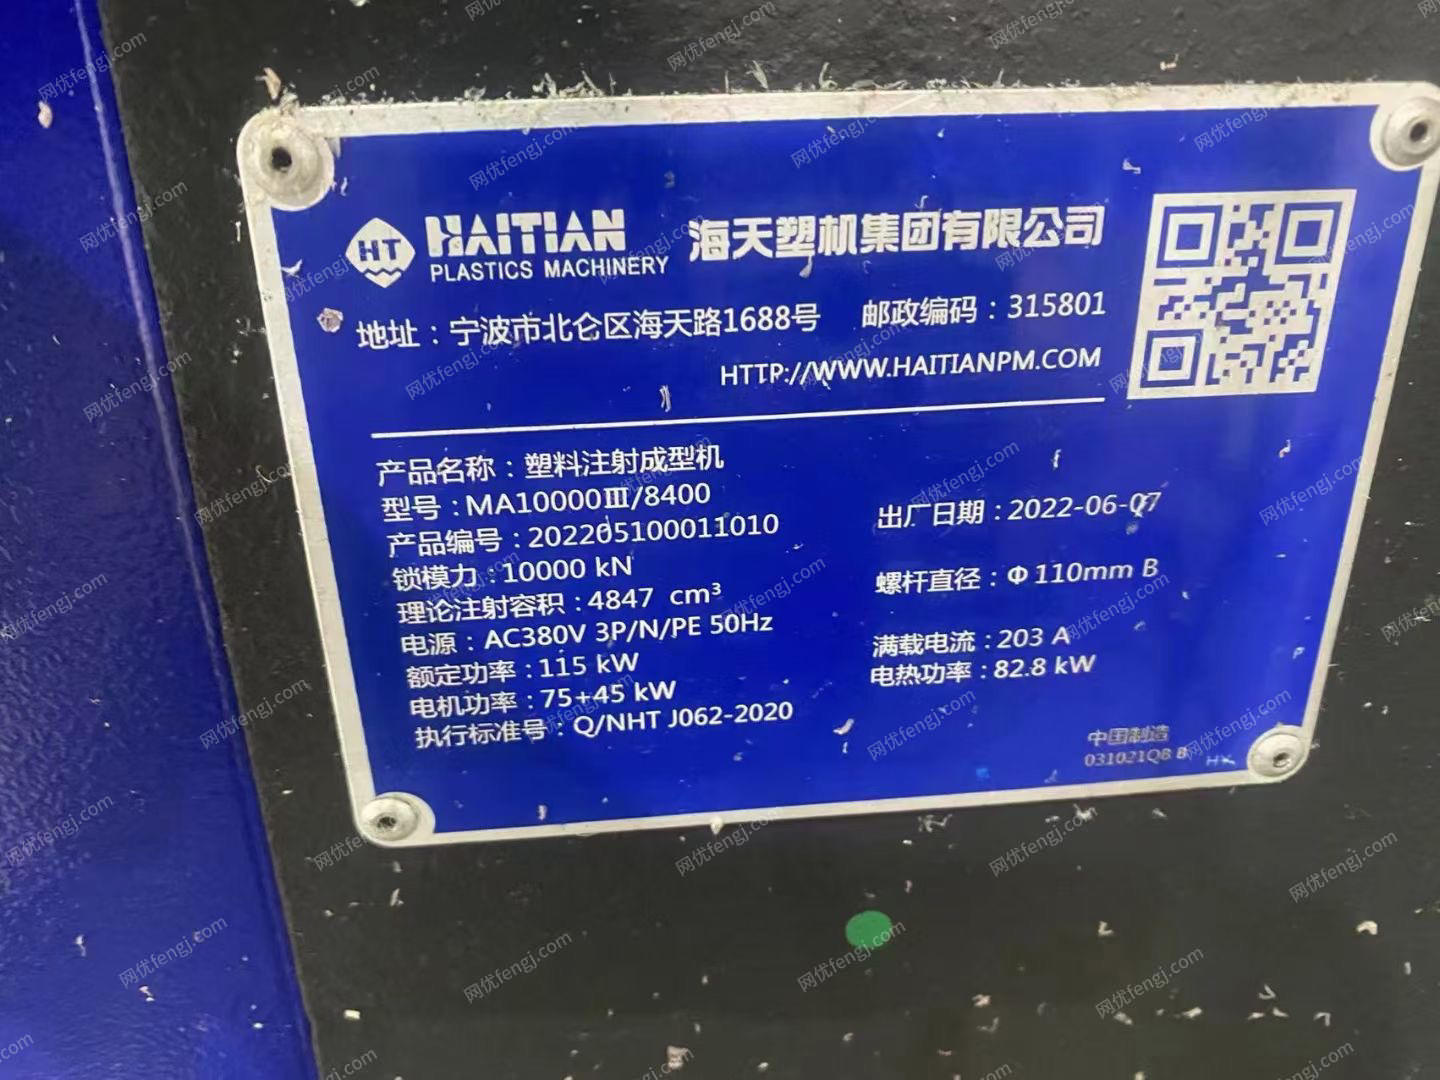 HT HAITIAN 海天塑机集团有限公司
PLASTICS MACHINERY
地址：宁波市北仑区海天路1688号 邮政编码：315801
HTTP://WWW.HAITIANPM.COM
产品名称：塑料注射成型机
型号：MA10000Ⅲ/8400
产品编号：202205100011010 出厂日期：2022-06-07
锁模力：10000 kN
理论注射容积：4847 cm³ 螺杆直径：Φ110mm B
电源：AC380V 3P/N/PE 50Hz
额定功率：115 kW 满载电流：203 A
电机功率：75+45 kW 电热功率：82.8 kW
执行标准号：Q/NHT J062-2020
中国制造
031021QB B HX
网优fengj.com